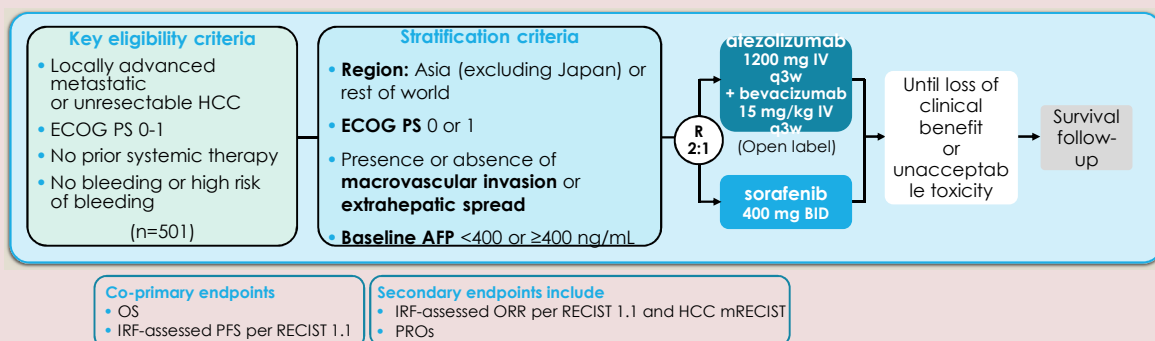 Key eligibility criteria
• Locally advanced
metastatic
or unresectable HCC
• ECOG PS 0-1
• No prior systemic therapy
• No bleeding or high risk
of bleeding
(n=501)
Stratification criteria
• Region: Asia (excluding Japan) or
rest of world
• ECOG PS 0 or 1
• Presence or absence of
macrovascular invasion or
extrahepatic spread
• Baseline AFP <400 or ≥400 ng/mL
R
2:1
atezolizumab
1200 mg IV
q3w
+ bevacizumab
15 mg/kg IV
q3w
(Open label)
sorafenib
400 mg BID
Until loss of
clinical
benefit
or
unacceptab
le toxicity
Survival
follow-
up
Co-primary endpoints
• OS
• IRF-assessed PFS per RECIST 1.1
Secondary endpoints include
• IRF-assessed ORR per RECIST 1.1 and HCC mRECIST
• PROs